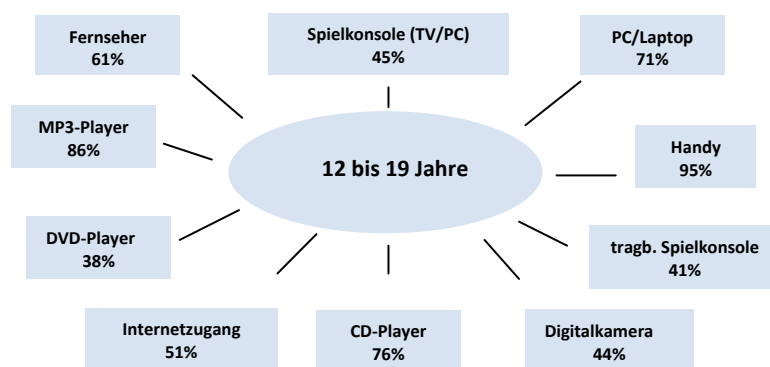 Fernseher
61%
Spielkonsole (TV/PC)
45%
PC/Laptop
71%
MP3-Player
86%
12 bis 19 Jahre
Handy
95%
DVD-Player
38%
tragb. Spielkonsole
41%
Internetzugang
51%
CD-Player
76%
Digitalkamera
44%